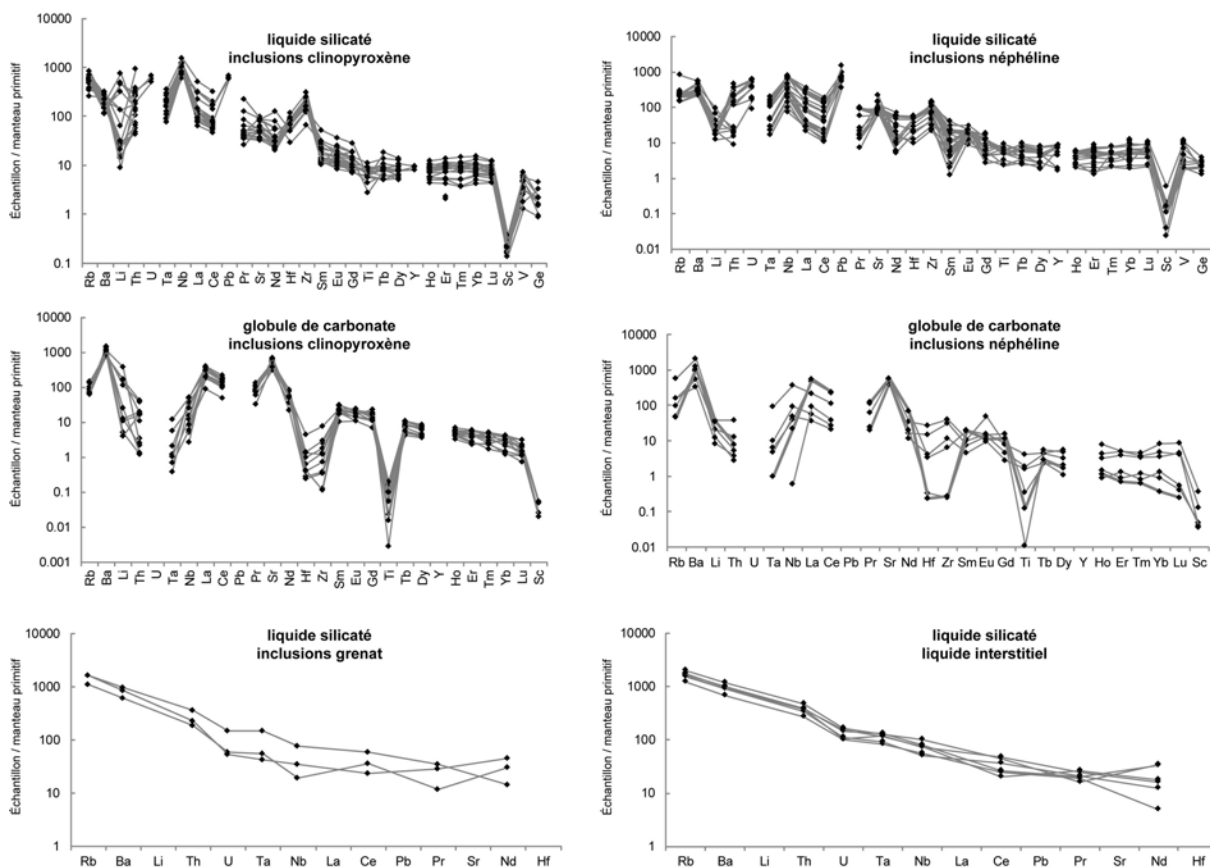 liquide silicaté
inclusions clinopyroxène
Échantillon / manteau primitif
10000
1000
100
10
1
0.1
Rb Ba Li Th U Ta Nb La Ce Pb Pr Sr Nd Hf Zr Sm Eu Gd Ti Tb Dy Y Ho Er Tm Yb Lu Sc V Ge
liquide silicaté
inclusions néphéline
Échantillon / manteau primitif
10000
1000
100
10
1
0.1
0.01
Rb Ba Li Th U Ta Nb La Ce Pb Pr Sr Nd Hf Zr Sm Eu Gd Ti Tb Dy Y Ho Er Tm Yb Lu Sc V Ge
globule de carbonate
inclusions clinopyroxène
Échantillon / manteau primitif
10000
1000
100
10
1
0.1
0.01
0.001
Rb Ba Li Th U Ta Nb La Ce Pb Pr Sr Nd Hf Zr Sm Eu Gd Ti Tb Dy Y Ho Er Tm Yb Lu Sc
globule de carbonate
inclusions néphéline
Échantillon / manteau primitif
10000
1000
100
10
1
0.1
0.01
Rb Ba Li Th U Ta Nb La Ce Pb Pr Sr Nd Hf Zr Sm Eu Gd Ti Tb Dy Y Ho Er Tm Yb Lu Sc
liquide silicaté
inclusions grenat
Échantillon / manteau primitif
10000
1000
100
10
1
Rb Ba Li Th U Ta Nb La Ce Pb Pr Sr Nd Hf
liquide silicaté
liquide interstitiel
Échantillon / manteau primitif
10000
1000
100
10
1
Rb Ba Li Th U Ta Nb La Ce Pb Pr Sr Nd Hf